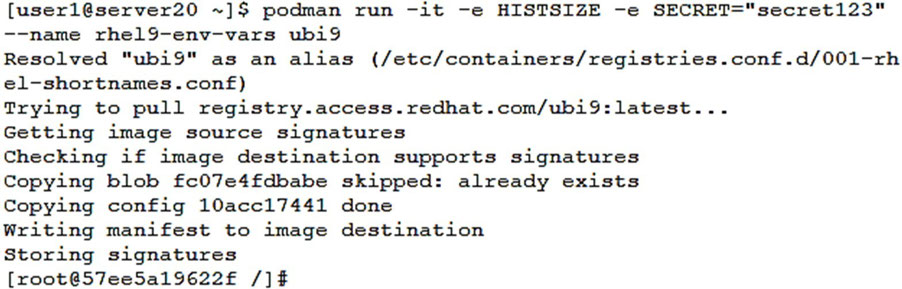 [user1@server20 ~]$ podman run -it -e HISTSIZE -e SECRET="secret123"
--name rhel9-env-vars ubi9
Resolved "ubi9" as an alias (/etc/containers/registries.conf.d/001-rh
el-shortnames.conf)
Trying to pull registry.access.redhat.com/ubi9:latest...
Getting image source signatures
Checking if image destination supports signatures
Copying blob fc07e4fdbabe skipped: already exists
Copying config 10acc17441 done
Writing manifest to image destination
Storing signatures
[root@57ee5a19622f /]#